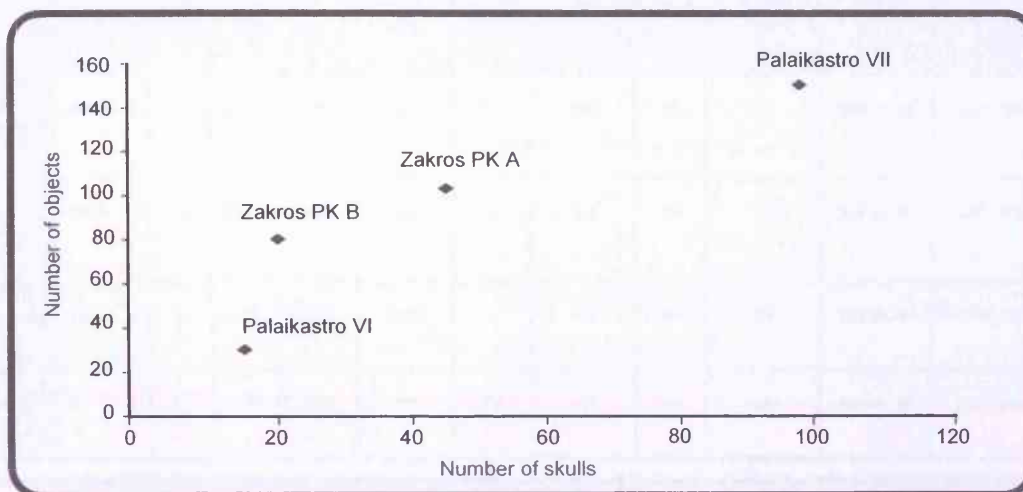 Palaikastro VII
Zakros PK A
Zakros PK B
Palaikastro VI
Number of objects
160
140
120
100
80
60
40
20
0
0 20 40 60 80 100 120
Number of skulls